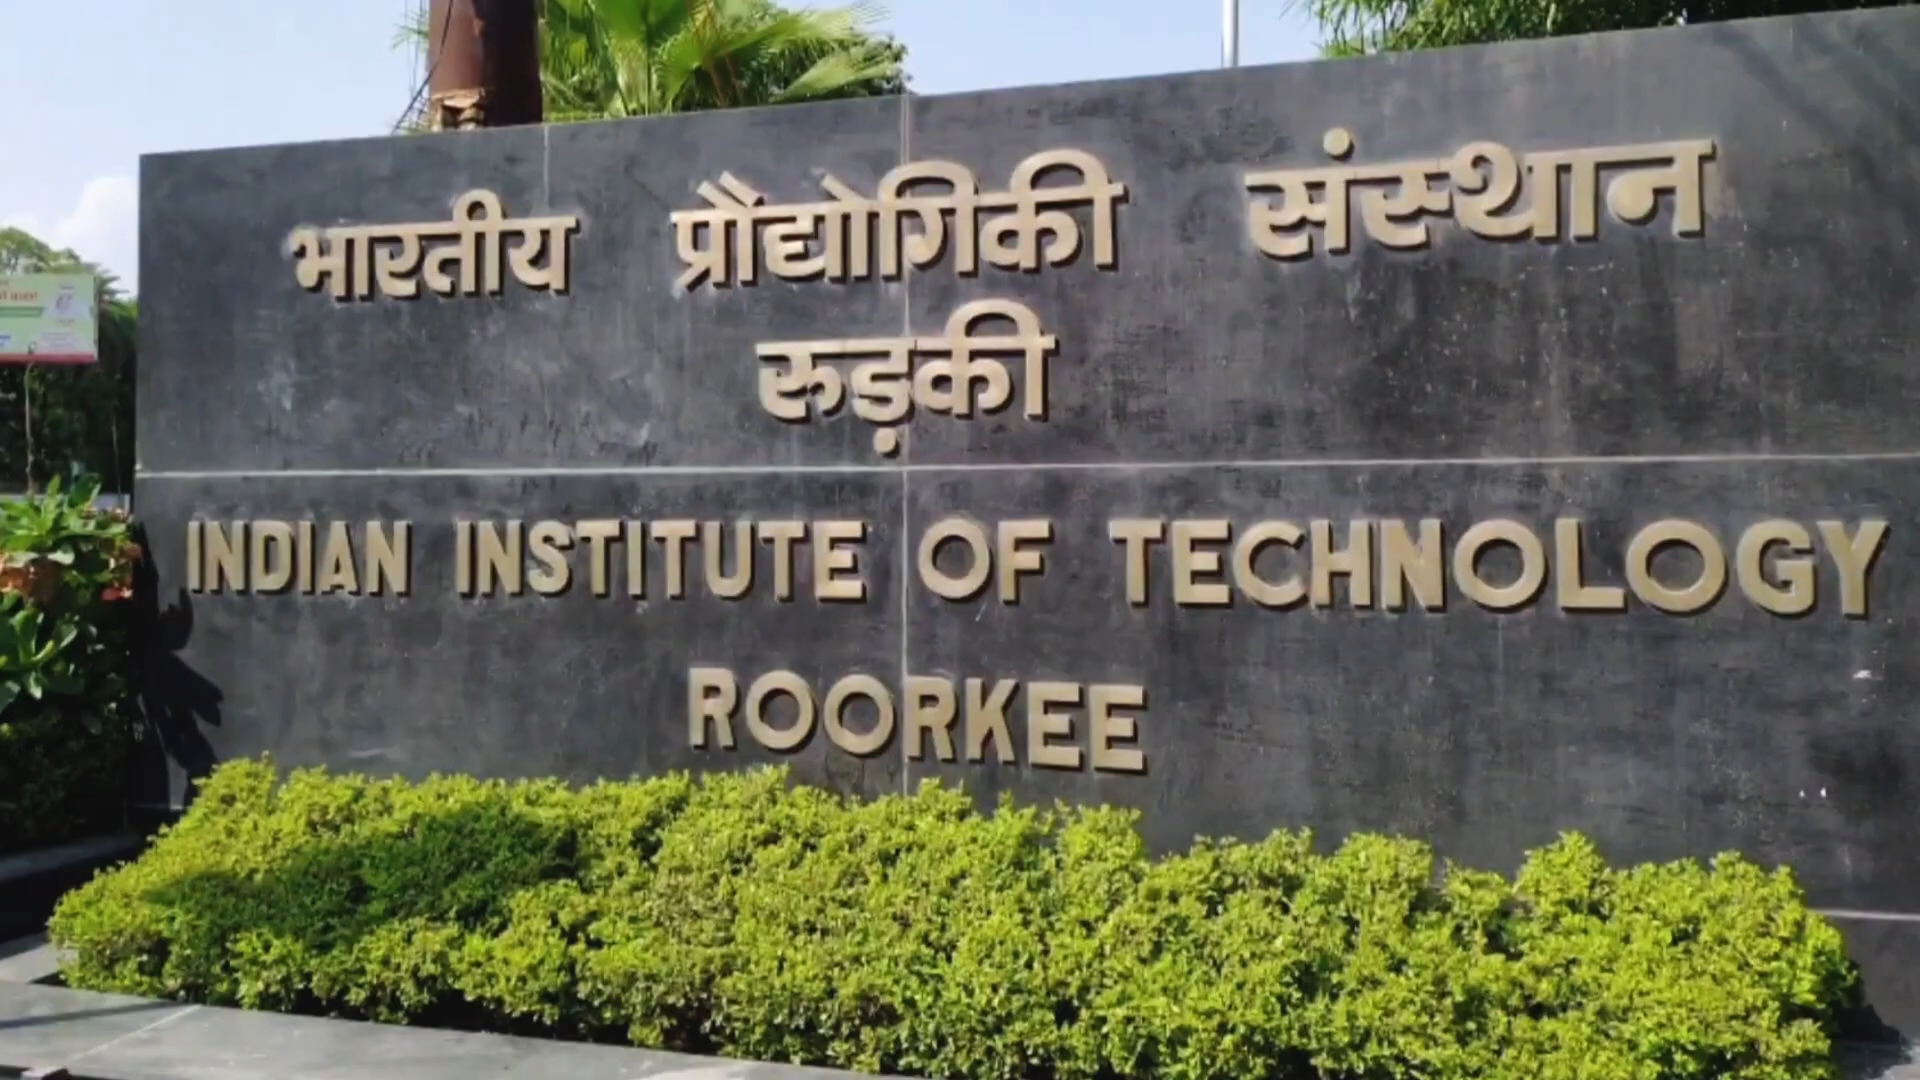 भारतीय प्रौद्योगिकी संस्थान
रुड़की
INDIAN INSTITUTE OF TECHNOLOGY
ROORKEE